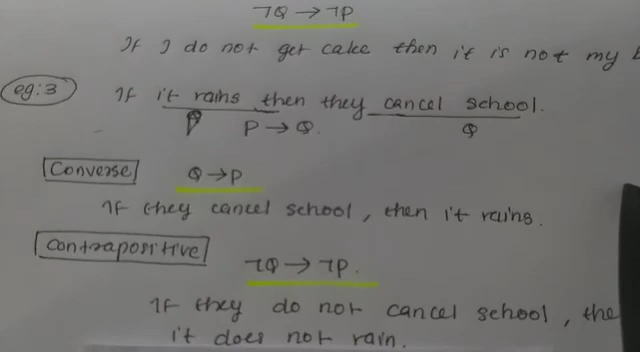 ¬Q → ¬P
If I do not get cake then it is not my
eg:3 If it rains then they cancel school.
P P → Q. Q
Converse Q → P
If they cancel school, then it rains.
Contrapositive
¬Q → ¬P.
If they do not cancel school, the
it does not rain.